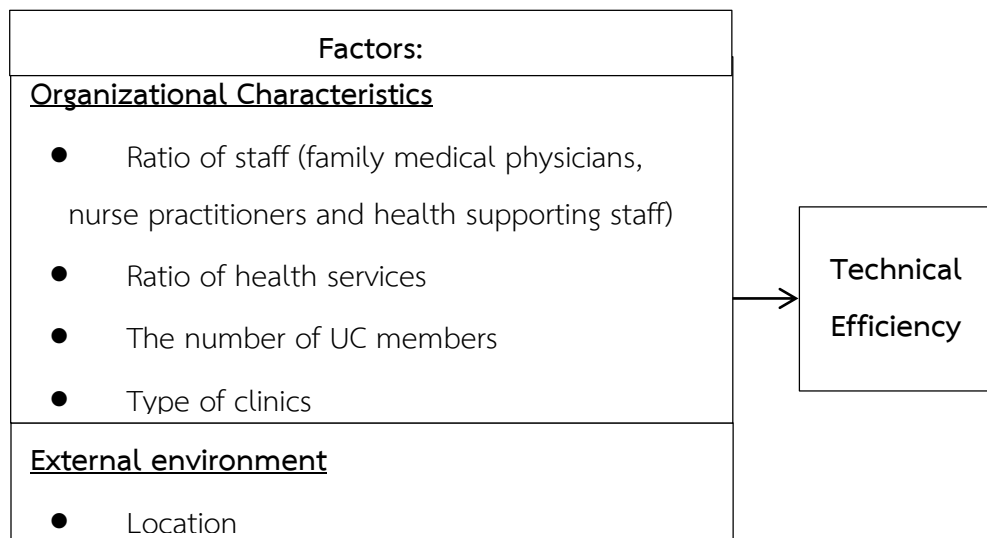 Factors:
Organizational Characteristics
● Ratio of staff (family medical physicians,
nurse practitioners and health supporting staff)
● Ratio of health services
● The number of UC members
● Type of clinics
External environment
● Location
Technical
Efficiency